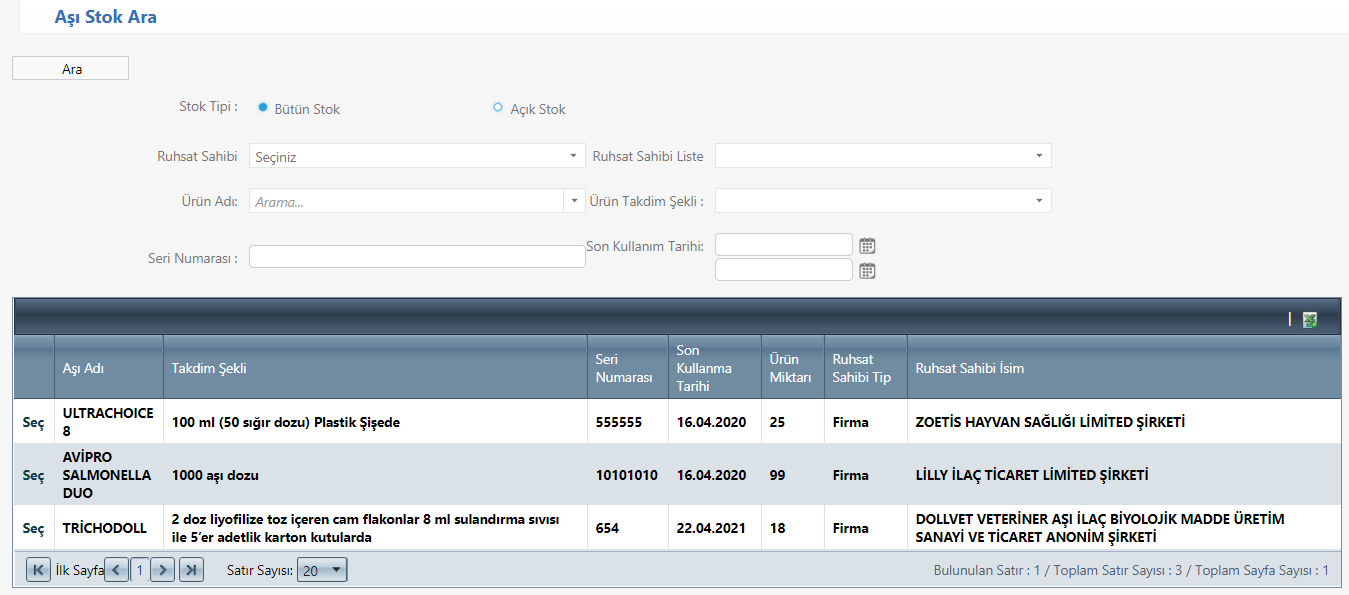 Aşı Stok Ara
Ara
Stok Tipi : Bütün Stok Açık Stok
Ruhsat Sahibi Seçiniz Ruhsat Sahibi Liste
Ürün Adı: Arama... Ürün Takdim Şekli :
Seri Numarası : Son Kullanım Tarihi:
Aşı Adı
Takdim Şekli
Seri
Numarası
Son
Kullanma
Tarihi
Ürün
Miktarı
Ruhsat
Sahibi Tip
Ruhsat Sahibi İsim
Seç
ULTRACHOICE
8
100 ml (50 sığır dozu) Plastik Şişede
555555
16.04.2020
25
Firma
ZOETİS HAYVAN SAĞLIĞI LİMİTED ŞİRKETİ
Seç
AVİPRO
SALMONELLA
DUO
1000 aşı dozu
10101010
16.04.2020
99
Firma
LİLLY İLAÇ TİCARET LİMİTED ŞİRKETİ
Seç
TRİCHODOLL
2 doz liyofilize toz içeren cam flakonlar 8 ml sulandırma sıvısı
ile 5’er adetlik karton kutularda
654
22.04.2021
18
Firma
DOLLVET VETERİNER AŞI İLAÇ BİYOLOJİK MADDE ÜRETİM
SANAYİ VE TİCARET ANONİM ŞİRKETİ
İlk Sayfa 1 Satır Sayısı: 20 Bulunulan Satır : 1 / Toplam Satır Sayısı : 3 / Toplam Sayfa Sayısı : 1